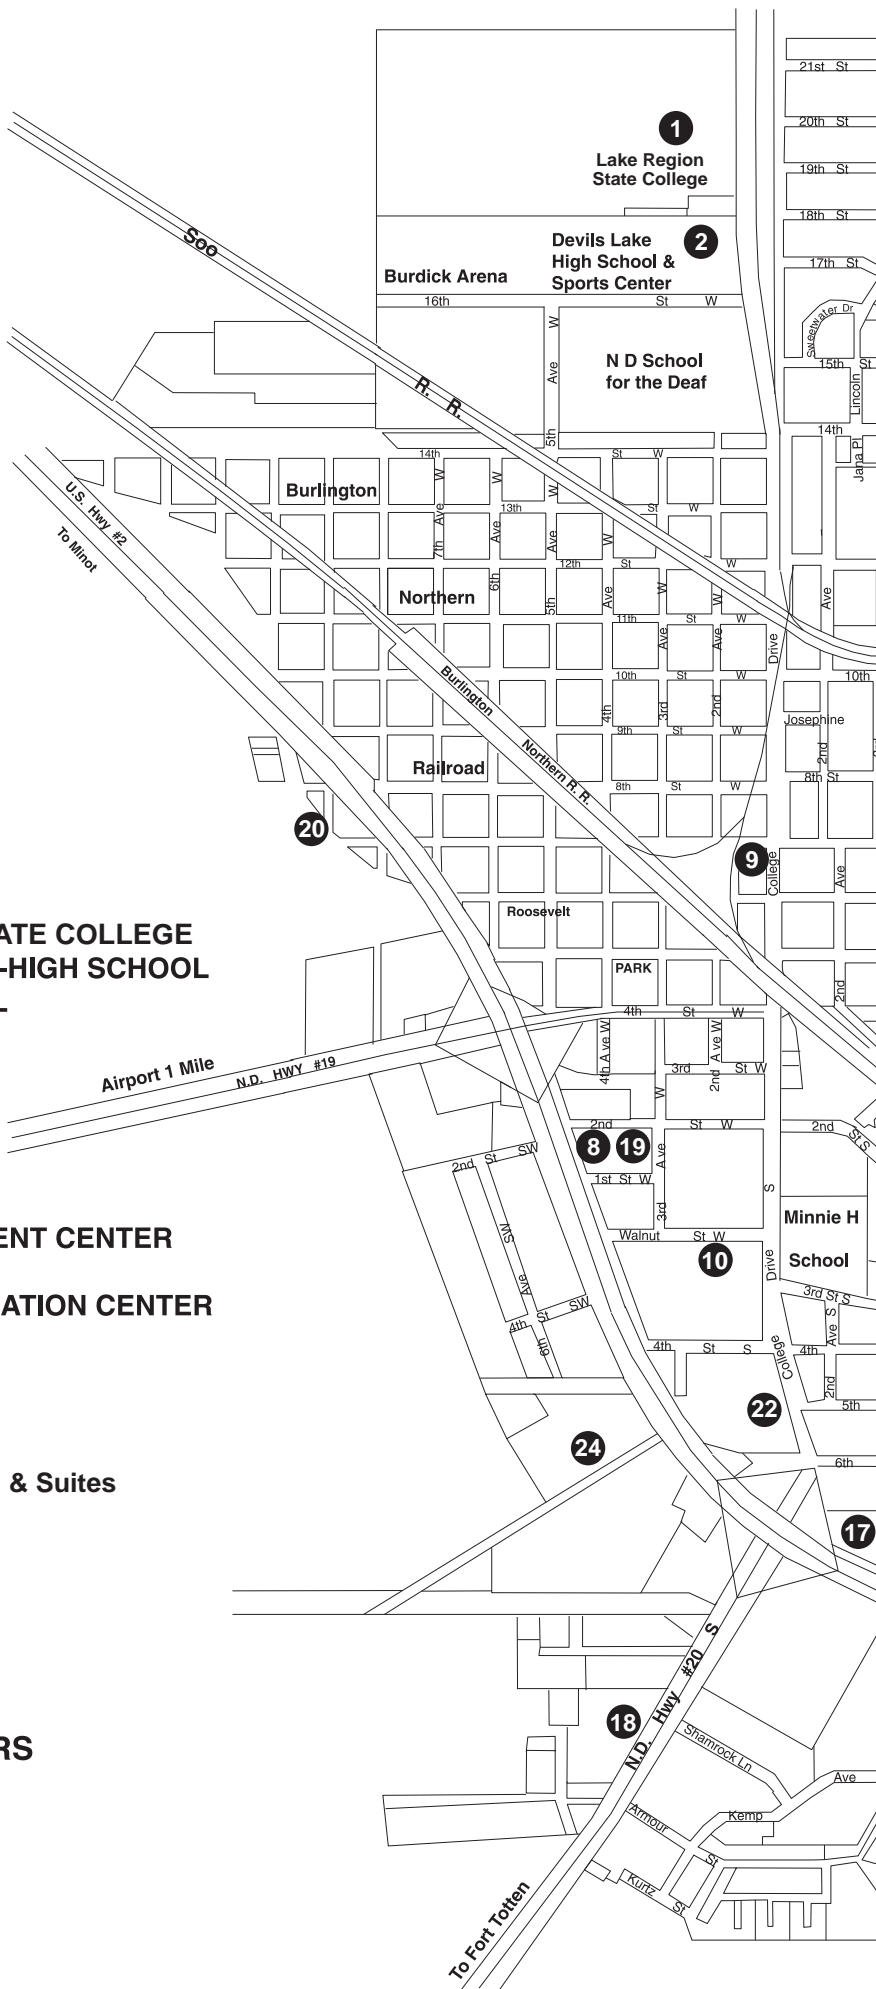 21st St
20th St
1
Lake Region
State College
19th St
18th St
2
Devils Lake
High School &
Sports Center
Burdick Arena
17th St
16th St W
Soo
R. R.
Sweetwater Dr
N D School
for the Deaf
5th Ave W
15th St
Lincoln
14th
Jana Pl
14th St W
Burlington
U.S. Hwy #2
To Minot
13th St W
7th Ave W
6th Ave W
5th Ave W
12th St W
Northern
11th St W
4th Ave W
3rd Ave W
2nd Ave W
Drive
Ave
10th St W
10th
Burlington
Northern R. R.
Josephine
2nd
9th St W
Railroad
8th St W
8th St
20
9
College
Ave
2nd
Roosevelt
PARK
ATE COLLEGE
-HIGH SCHOOL
4th St W
Airport 1 Mile
N.D. HWY #19
4th Ave W
2nd Ave W
3rd St W
2nd St W
2nd St S
8
19
3rd Ave W
1st St W
2nd St SW
Walnut St W
10
Minnie H
School
College Drive S
ENT CENTER
ATION CENTER
SW
Ave
6th
4th St SW
3rd St S
2nd Ave S
4th St S
4th
22
5th
24
6th
& Suites
17
N.D. Hwy #20 S
18
Shamrock Ln
RS
Kemp Ave
Armour St
Kurtz St
To Fort Totten